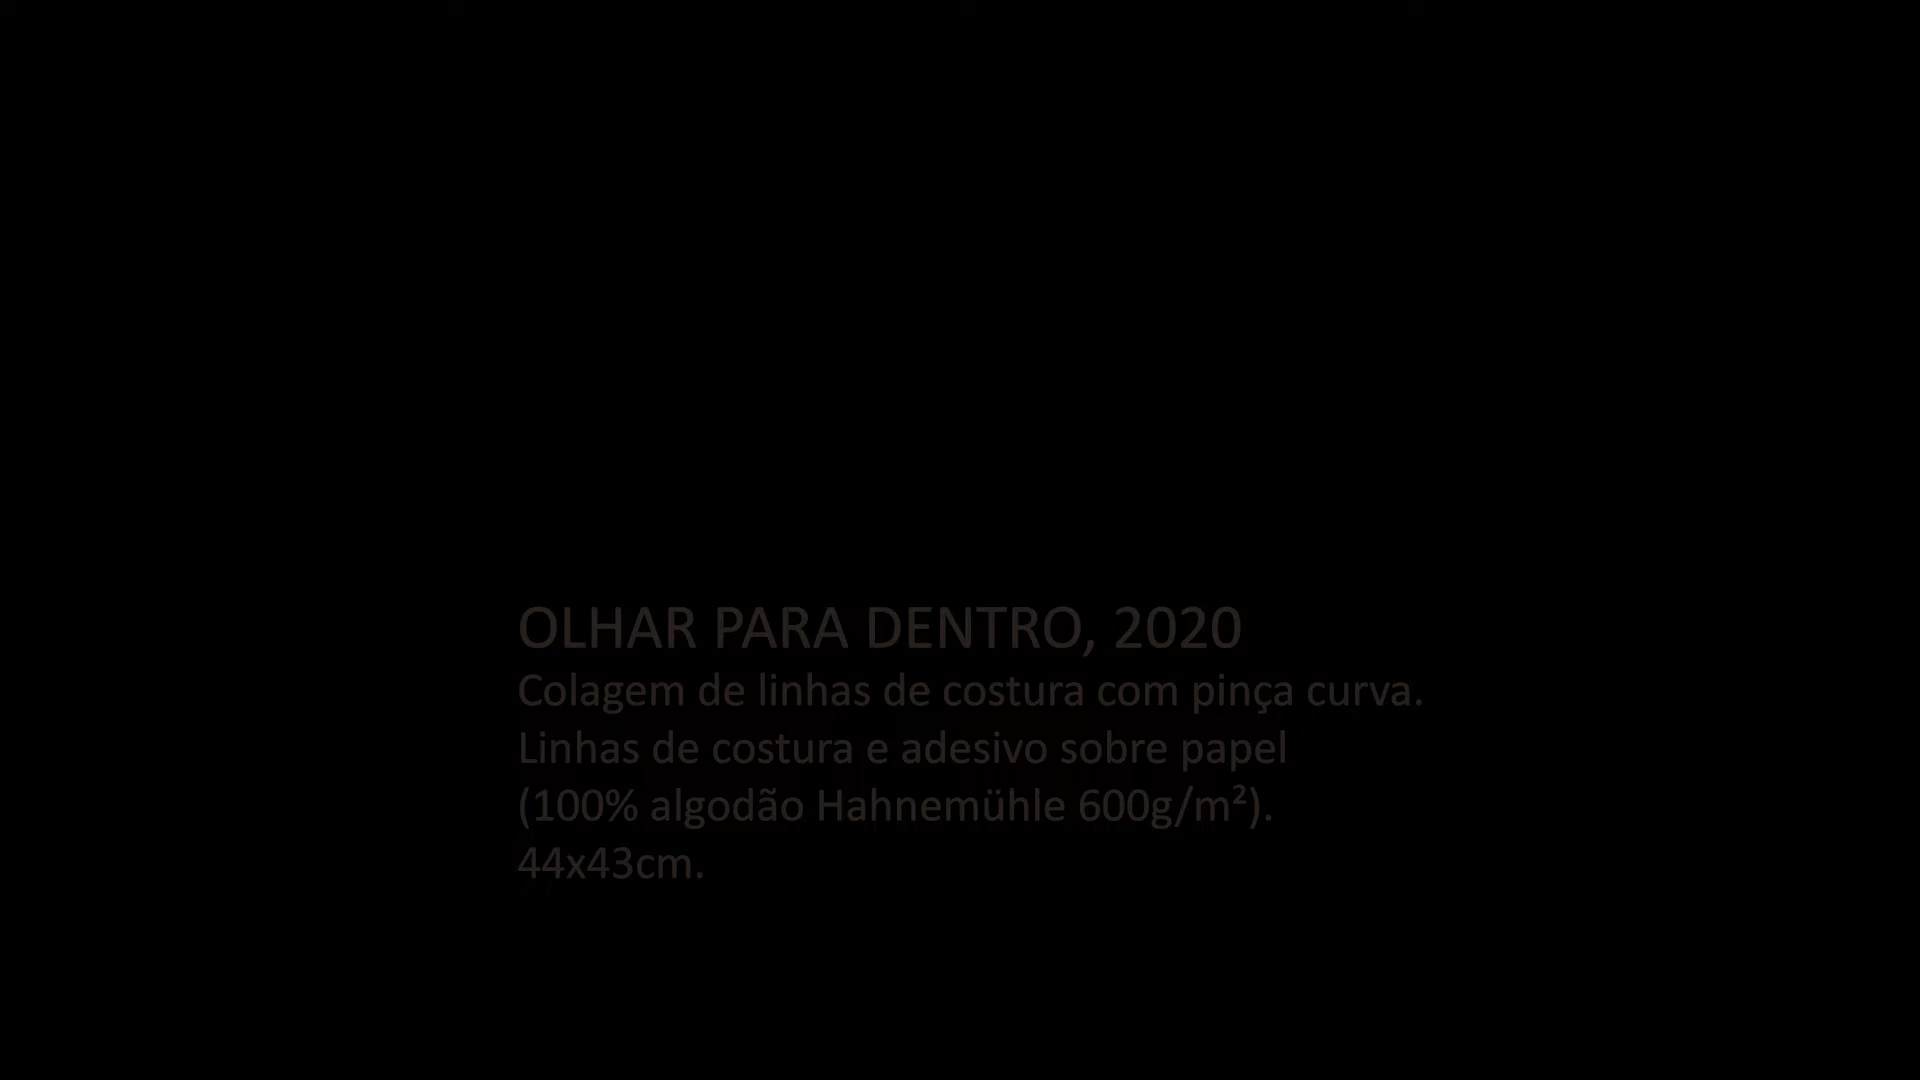 OLHAR PARA DENTRO, 2020
Colagem de linhas de costura com pinça curva.
Linhas de costura e adesivo sobre papel
(100% algodão Hahnemühle 600g/m²).
44x43cm.